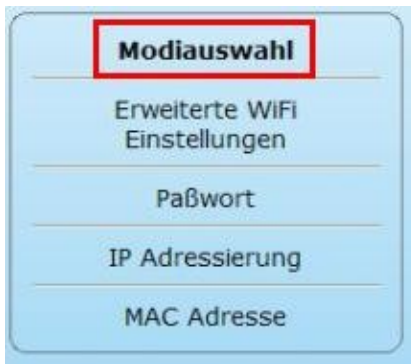 Modiauswahl
Erweiterte WiFi
Einstellungen
Paßwort
IP Adressierung
MAC Adresse